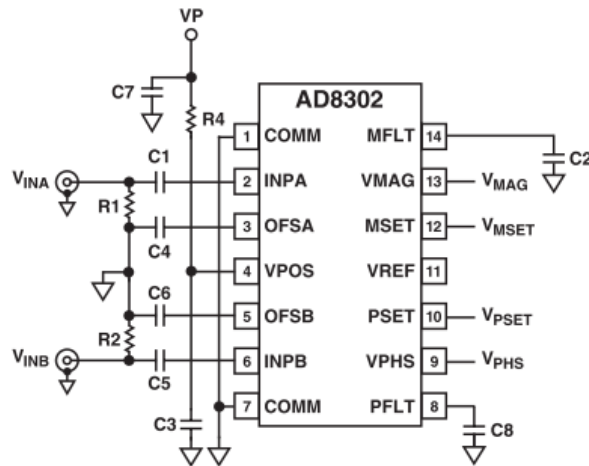 VP
C7
R4
AD8302
1 COMM
MFLT 14
C2
C1
VINA
2 INPA
VMAG 13
VMAG
R1
3 OFSA
MSET 12
VMSET
C4
4 VPOS
VREF 11
C6
5 OFSB
PSET 10
VPSET
R2
VINB
6 INPB
VPHS 9
VPHS
C5
7 COMM
PFLT 8
C3
C8